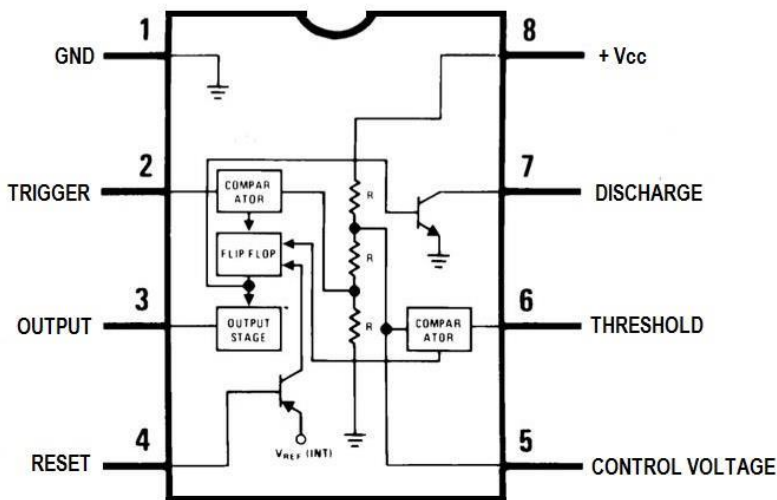 1
GND
8
+ Vcc
2
TRIGGER
7
DISCHARGE
COMPAR
ATOR
R
FLIP FLOP
R
3
OUTPUT
OUTPUT
STAGE
R
COMPAR
ATOR
6
THRESHOLD
4
RESET
VREF (INT)
5
CONTROL VOLTAGE